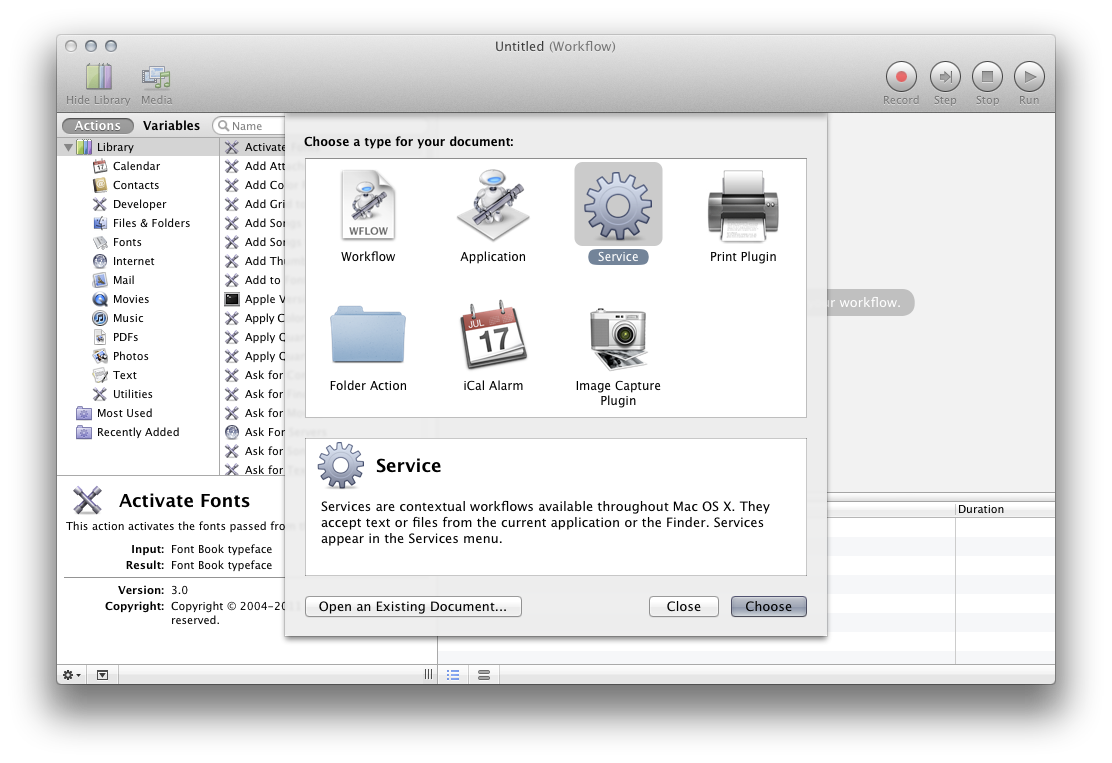 Untitled (Workflow)
Hide Library
Media
Record
Step
Stop
Run
Actions
Variables
Name
Library
Calendar
Contacts
Developer
Files & Folders
Fonts
Internet
Mail
Movies
Music
PDFs
Photos
Text
Utilities
Most Used
Recently Added
Activate
Add
Add
Add
Add
Add
Add
Add to
Apple
Apply
Apply
Apply
Ask for
Ask for
Ask for
Ask For Servers
Ask for
Ask for
Choose a type for your document:
WFLOW
Workflow
Application
Service
Print Plugin
JUL
17
Folder Action
iCal Alarm
Image Capture
Plugin
workflow.
Service
Services are contextual workflows available throughout Mac OS X. They
accept text or files from the current application or the Finder. Services
appear in the Services menu.
Open an Existing Document...
Close
Choose
Duration
Activate Fonts
This action activates the fonts passed from
Input: Font Book typeface
Result: Font Book typeface
Version: 3.0
Copyright: Copyright © 2004-20
reserved.